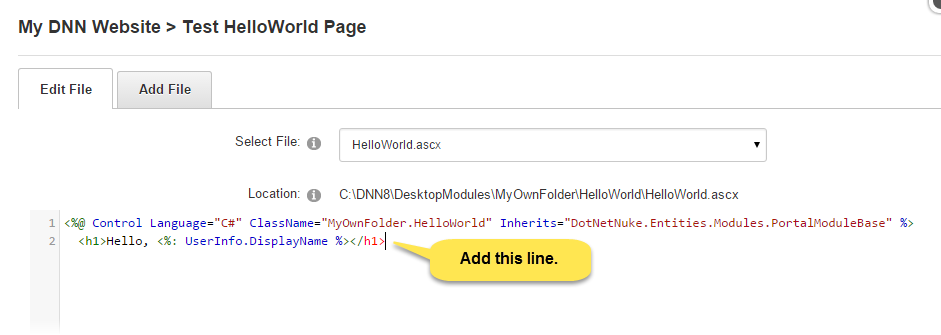 My DNN Website > Test HelloWorld Page
Edit File
Add File
Select File:
HelloWorld.ascx
Location:
C:\DNN8\DesktopModules\MyOwnFolder\HelloWorld\HelloWorld.ascx
1 <%@ Control Language="C#" ClassName="MyOwnFolder.HelloWorld" Inherits="DotNetNuke.Entities.Modules.PortalModuleBase" %>
2 <h1>Hello, <%: UserInfo.DisplayName %></h1>
Add this line.